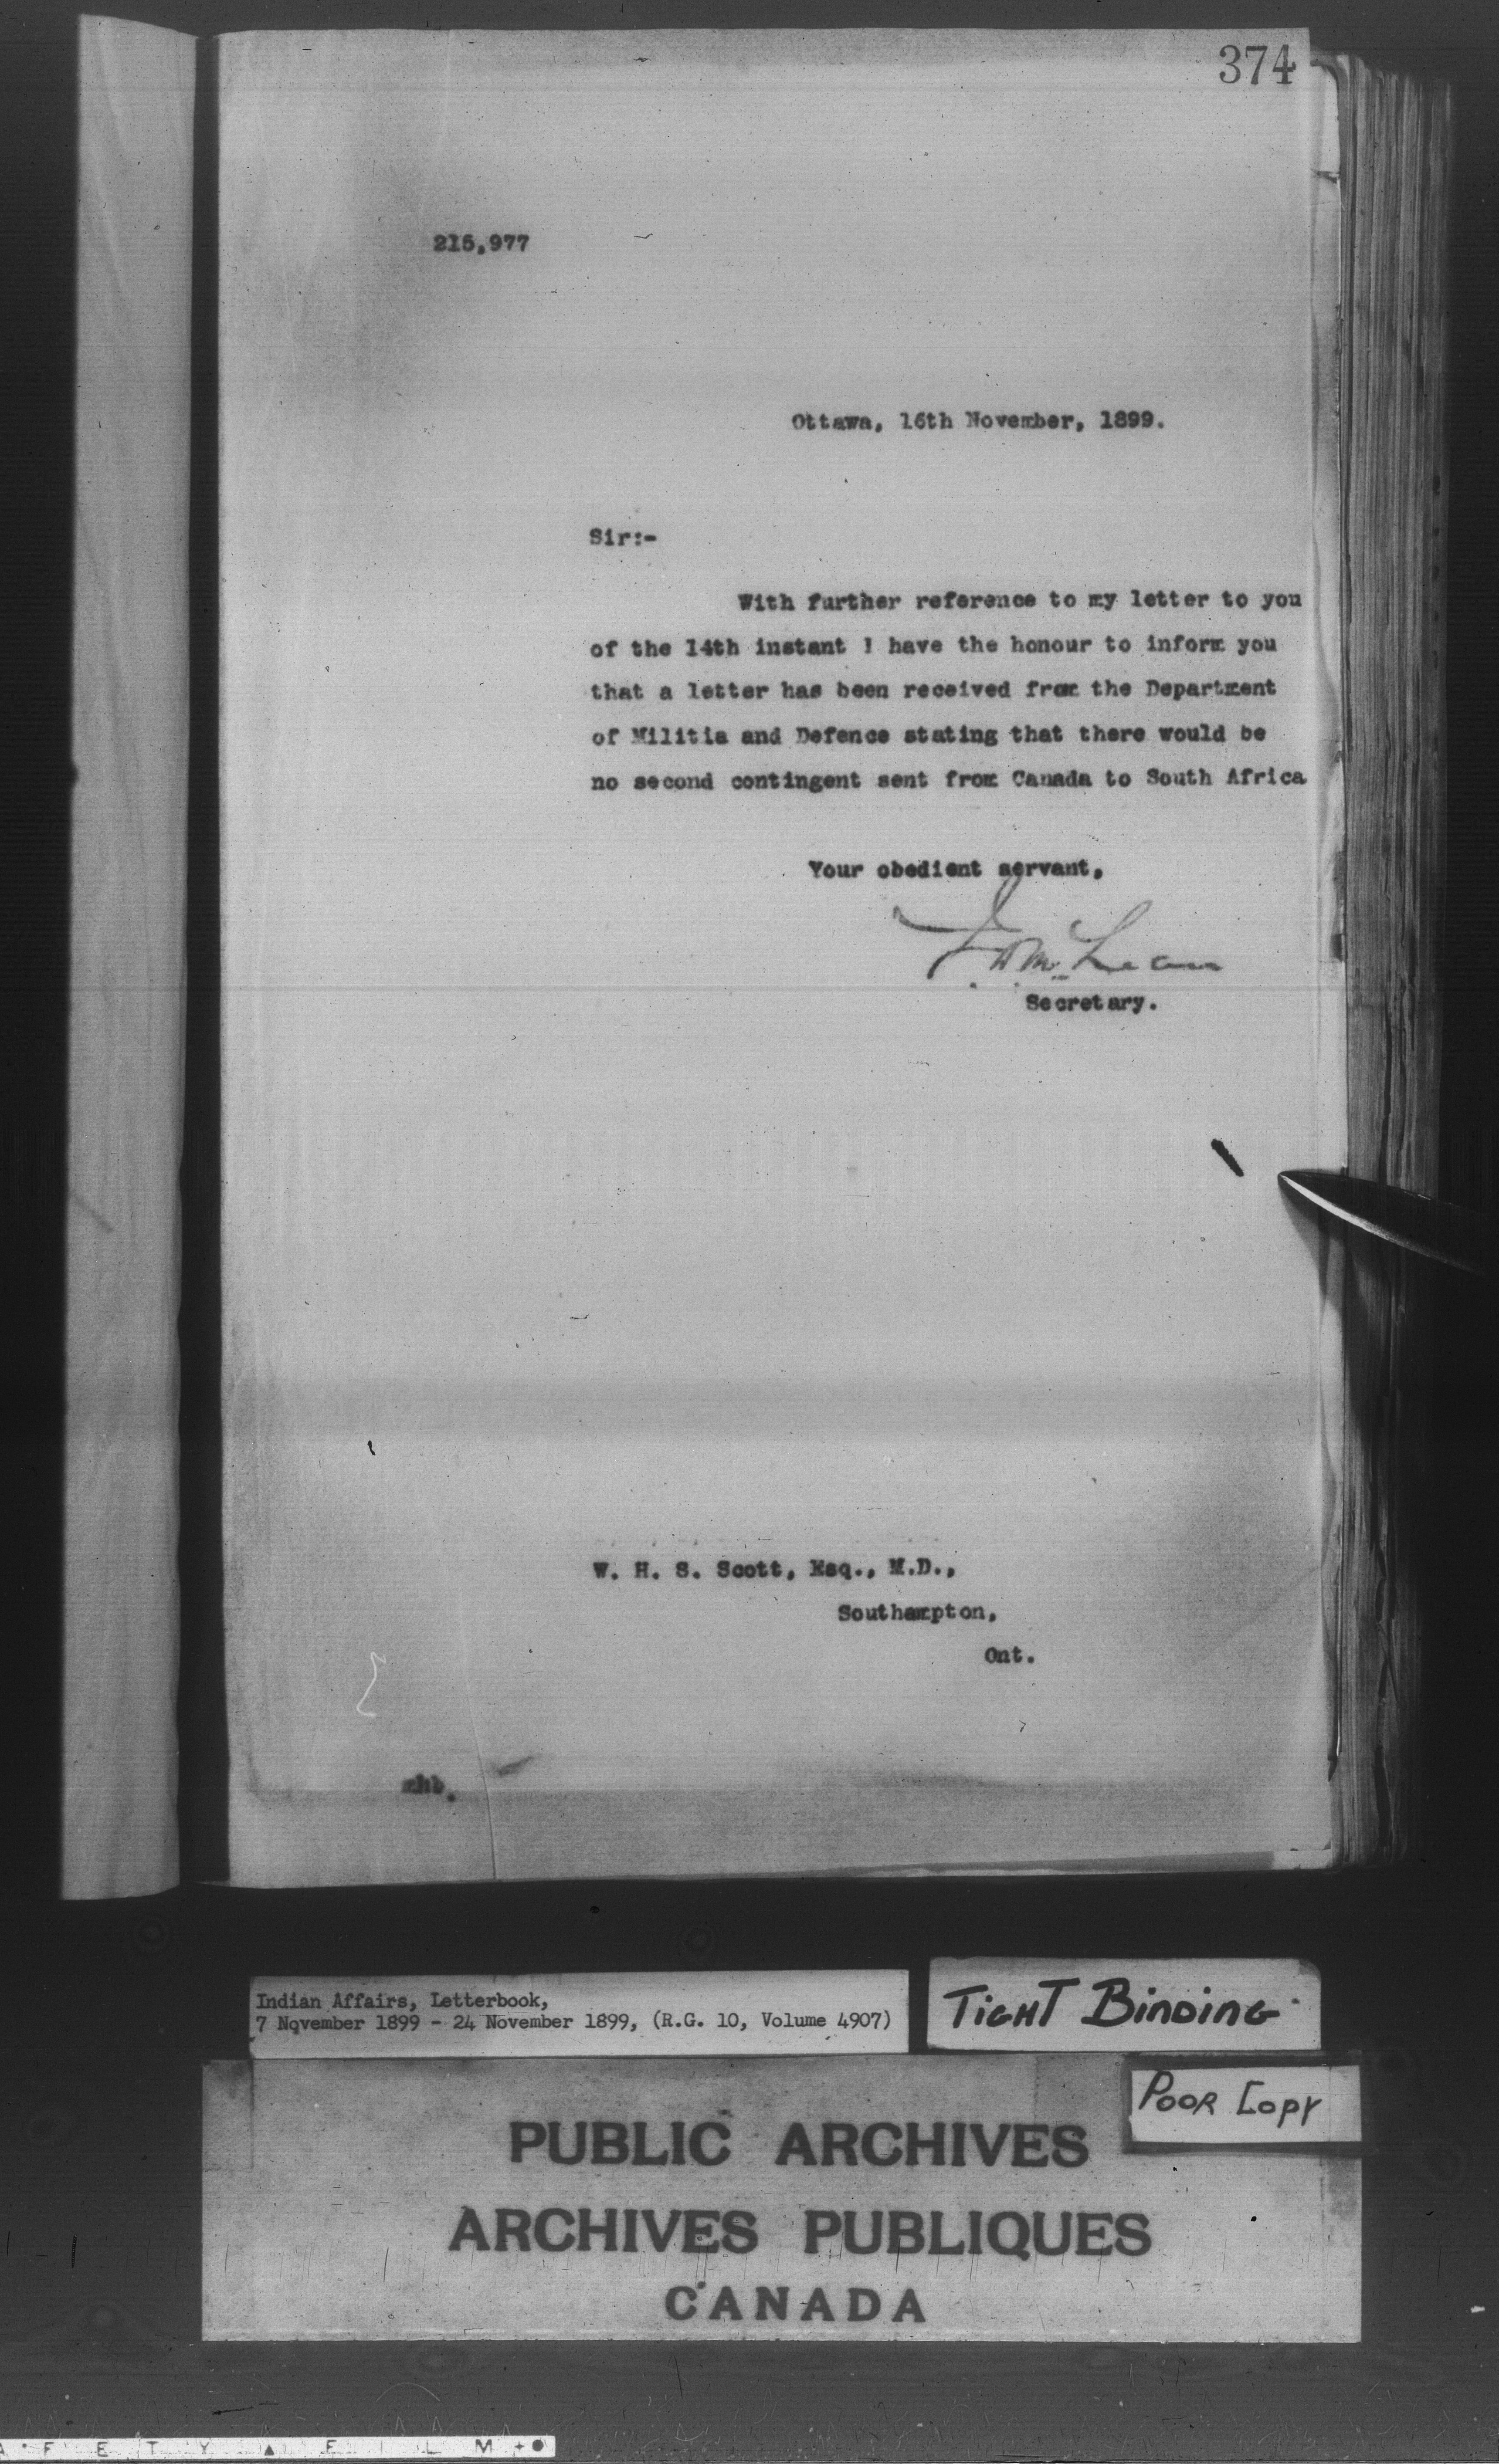 374
215,977
Ottawa, 16th November, 1899.
Sir:-
With further reference to my letter to you
of the 14th instant I have the honour to inform you
that a letter has been received from the Department
of Militia and Defence stating that there would be
no second contingent sent from Canada to South Africa
Your obedient servant,
McLean
Secretary.
W. H. S. Scott, Esq., M.D.,
Southampton,
Ont.
mhb.
Indian Affairs, Letterbook,
7 November 1899 - 24 November 1899, (R.G. 10, Volume 4907)
TIGHT BINDING
POOR COPY
PUBLIC ARCHIVES
ARCHIVES PUBLIQUES
CANADA
A F E T Y ▲ F I L M + ●